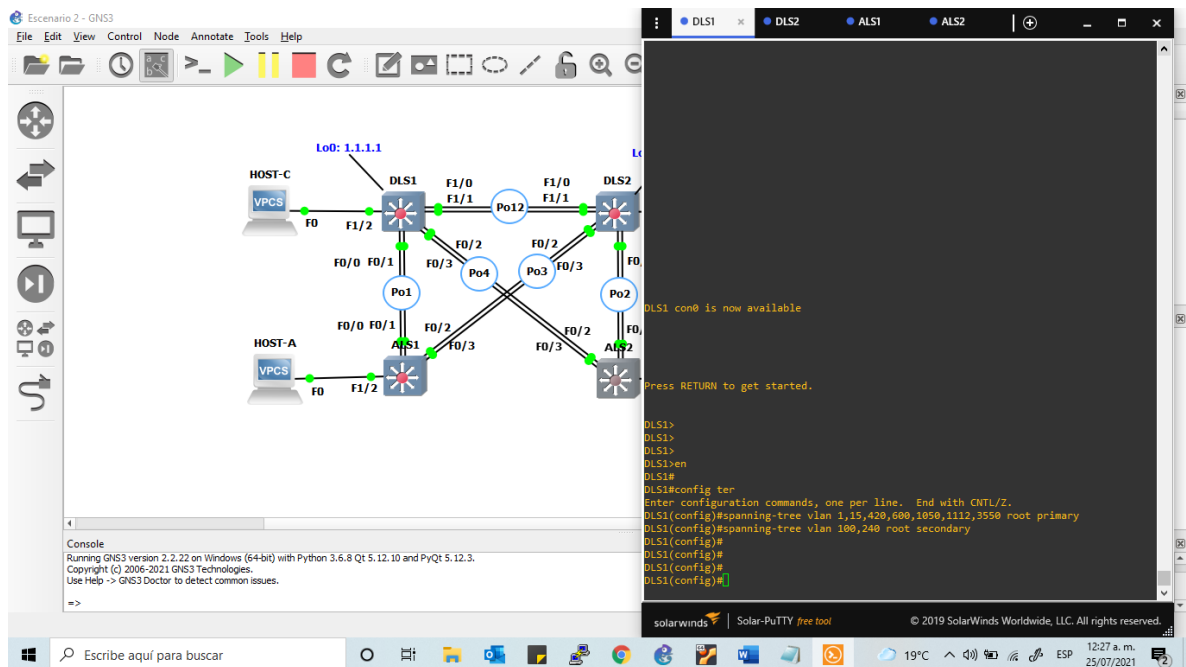 Escenario 2 - GNS3
File Edit View Control Node Annotate Tools Help
Lo0: 1.1.1.1
HOST-C
DLS1
F1/0
F1/0
DLS2
VPCS
F1/1
Po12
F1/1
F0
F1/2
F0/2
F0/2
F0/0 F0/1
F0/3
Po4
Po3
F0/3
Po1
Po2
F0/0 F0/1
F0/2
F0/2
HOST-A
ALS1
F0/3
F0/3
ALS2
VPCS
F0
F1/2
Console
Running GNS3 version 2.2.22 on Windows (64-bit) with Python 3.6.8 Qt 5.12.10 and PyQt 5.12.3.
Copyright (c) 2006-2021 GNS3 Technologies.
Use Help -> GNS3 Doctor to detect common issues.
=>
DLS1 × DLS2 ALS1 ALS2
DLS1 con0 is now available
Press RETURN to get started.
DLS1>
DLS1>
DLS1>
DLS1>en
DLS1#
DLS1#config ter
Enter configuration commands, one per line. End with CNTL/Z.
DLS1(config)#spanning-tree vlan 1,15,420,600,1050,1112,3550 root primary
DLS1(config)#spanning-tree vlan 100,240 root secondary
DLS1(config)#
DLS1(config)#
DLS1(config)#
DLS1(config)#
solarwinds Solar-PuTTY free tool © 2019 SolarWinds Worldwide, LLC. All rights reserved.
Escribe aquí para buscar
19°C
ESP
12:27 a. m.
25/07/2021